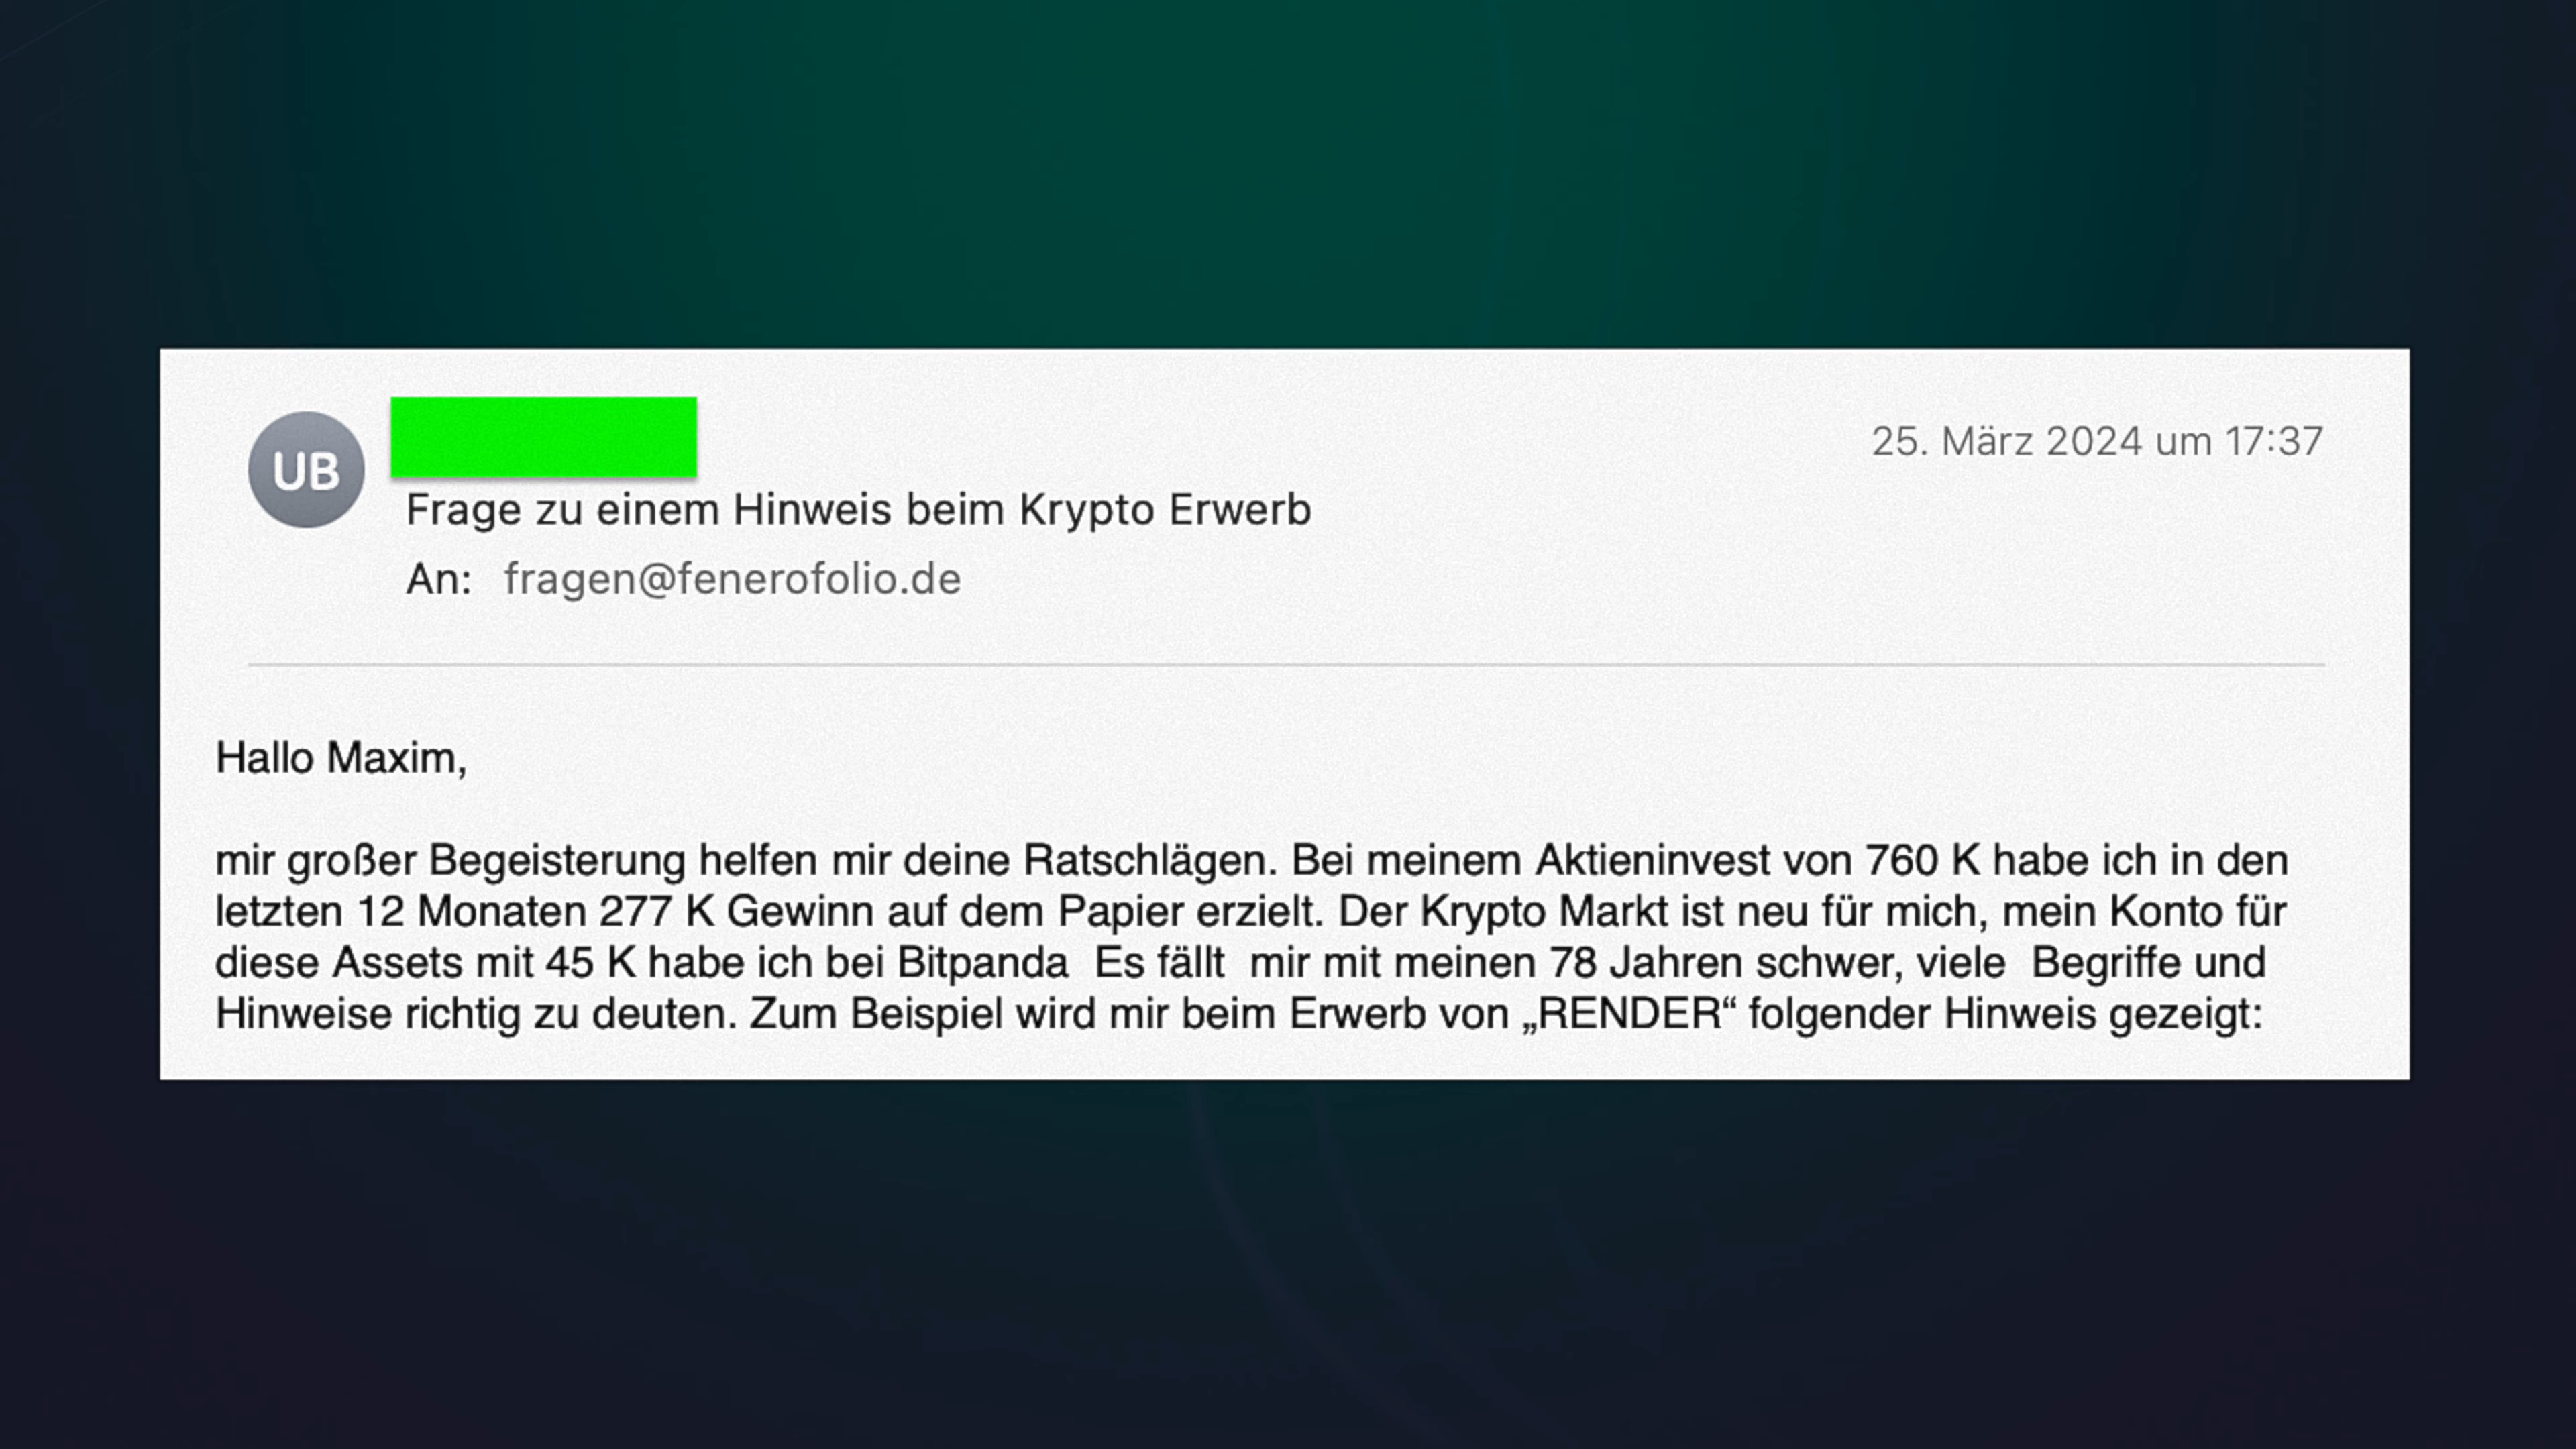 UB
25. März 2024 um 17:37
Frage zu einem Hinweis beim Krypto Erwerb
An: fragen@fenerofolio.de
Hallo Maxim,
mir großer Begeisterung helfen mir deine Ratschlägen. Bei meinem Aktieninvest von 760 K habe ich in den
letzten 12 Monaten 277 K Gewinn auf dem Papier erzielt. Der Krypto Markt ist neu für mich, mein Konto für
diese Assets mit 45 K habe ich bei Bitpanda  Es fällt  mir mit meinen 78 Jahren schwer, viele  Begriffe und
Hinweise richtig zu deuten. Zum Beispiel wird mir beim Erwerb von „RENDER“ folgender Hinweis gezeigt: